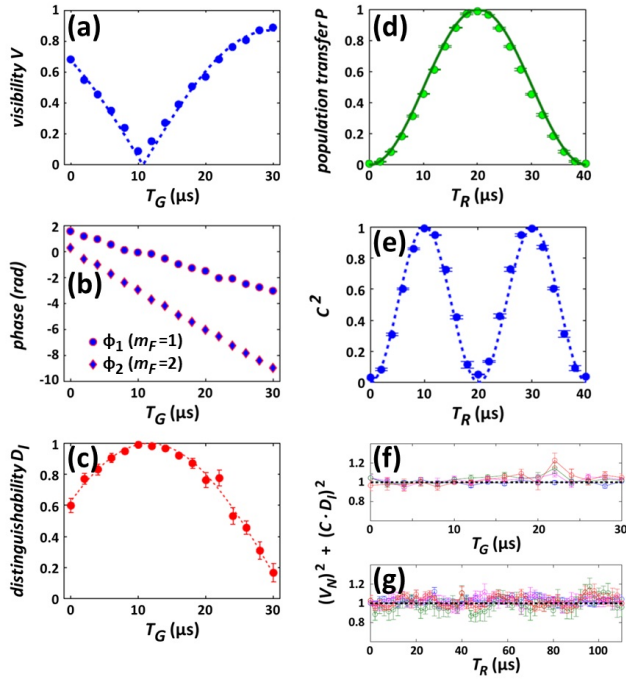 (a)
visibility V
1
0.8
0.6
0.4
0.2
0
0 10 20 30
T_G (μs)
(b)
phase (rad)
2
0
-2
-4
-6
-8
-10
ϕ₁ (m_F=1)
ϕ₂ (m_F=2)
0 10 20 30
T_G (μs)
(c)
distinguishability D_I
1
0.8
0.6
0.4
0.2
0
0 10 20 30
T_G (μs)
(d)
population transfer P
1
0.8
0.6
0.4
0.2
0
0 10 20 30 40
T_R (μs)
(e)
C²
1
0.8
0.6
0.4
0.2
0
0 10 20 30 40
T_R (μs)
(V_N)² + (C · D_I)²
(f)
1.2
1
0.8
0 10 20 30
T_G (μs)
(g)
1.2
1
0.8
0 20 40 60 80 100
T_R (μs)